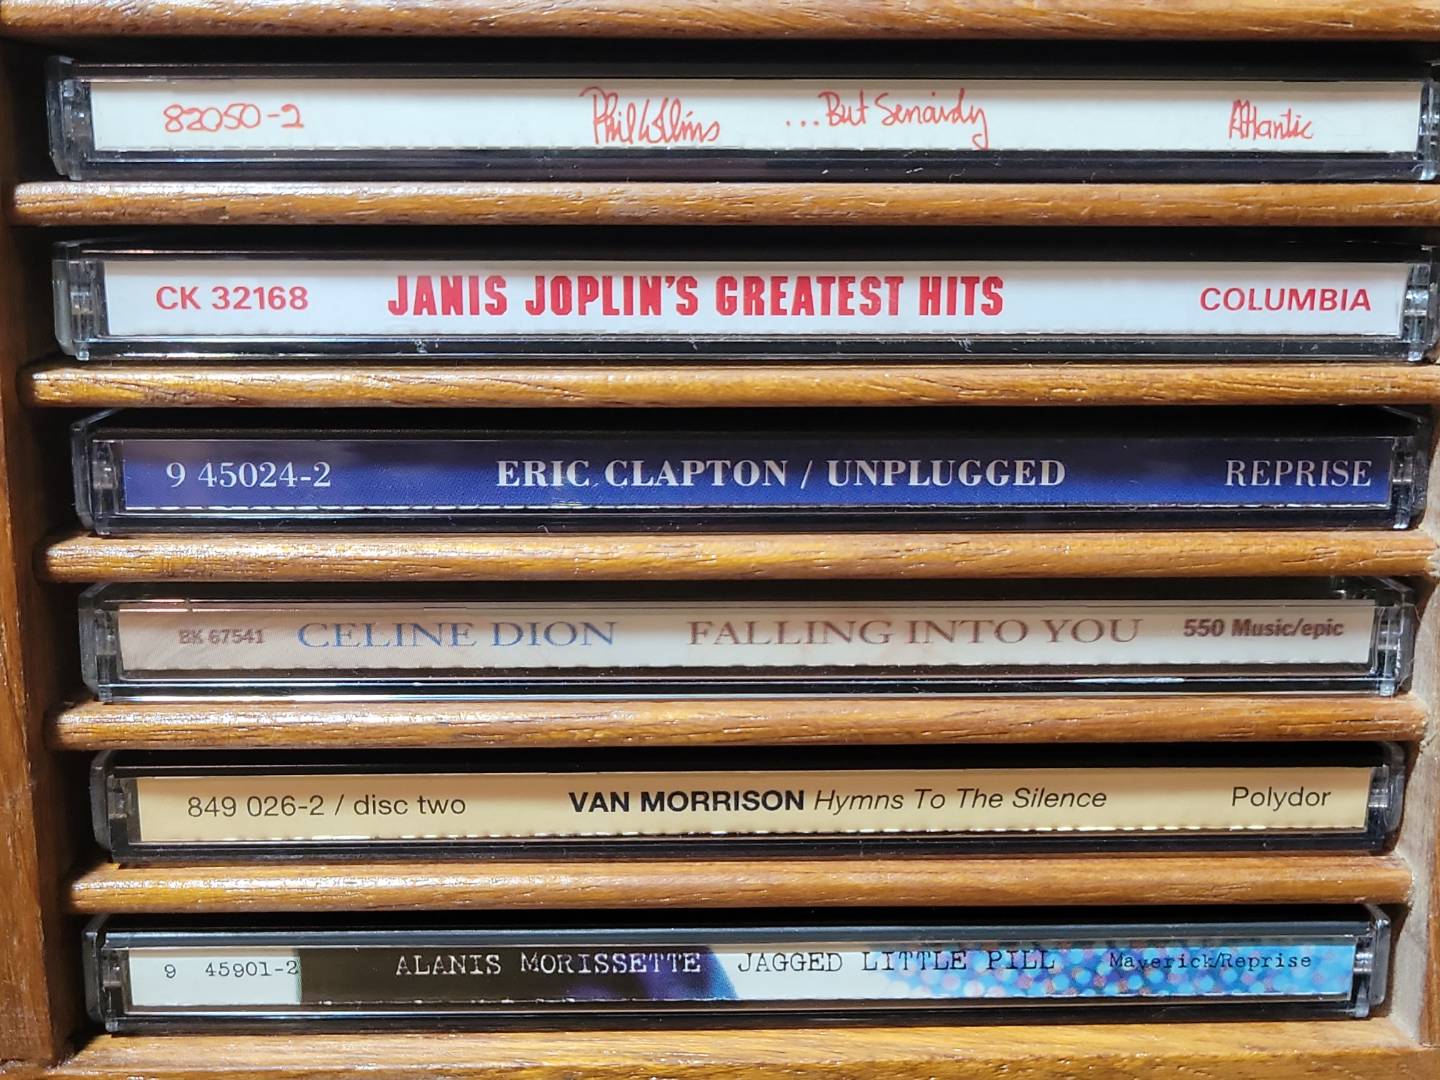 82050-2 Phil Collins ...But Seriously Atlantic
CK 32168 JANIS JOPLIN'S GREATEST HITS COLUMBIA
9 45024-2 ERIC CLAPTON / UNPLUGGED REPRISE
BK 67541 CELINE DION FALLING INTO YOU 550 Music/epic
849 026-2 / disc two VAN MORRISON Hymns To The Silence Polydor
9 45901-2 ALANIS MORISSETTE JAGGED LITTLE PILL Maverick/Reprise